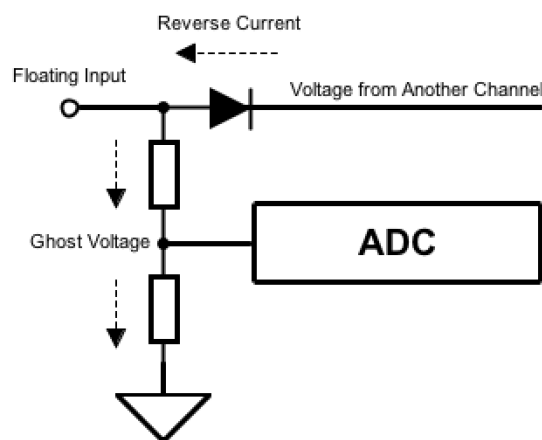 Reverse Current
Floating Input
Voltage from Another Channel
Ghost Voltage
ADC